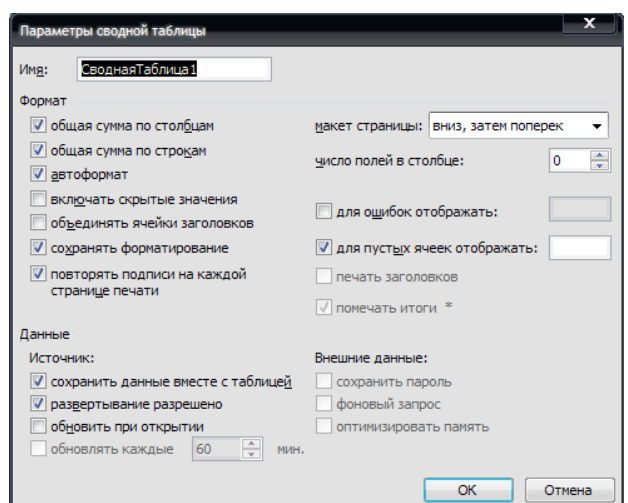 Параметры сводной таблицы
x
Имя: СводнаяТаблица1
Формат
общая сумма по столбцам
общая сумма по строкам
автоформат
включать скрытые значения
объединять ячейки заголовков
сохранять форматирование
повторять подписи на каждой
странице печати
макет страницы: вниз, затем поперек
число полей в столбце: 0
для ошибок отображать:
для пустых ячеек отображать:
печать заголовков
помечать итоги *
Данные
Источник:
сохранить данные вместе с таблицей
развертывание разрешено
обновить при открытии
обновлять каждые 60 мин.
Внешние данные:
сохранить пароль
фоновый запрос
оптимизировать память
OK Отмена